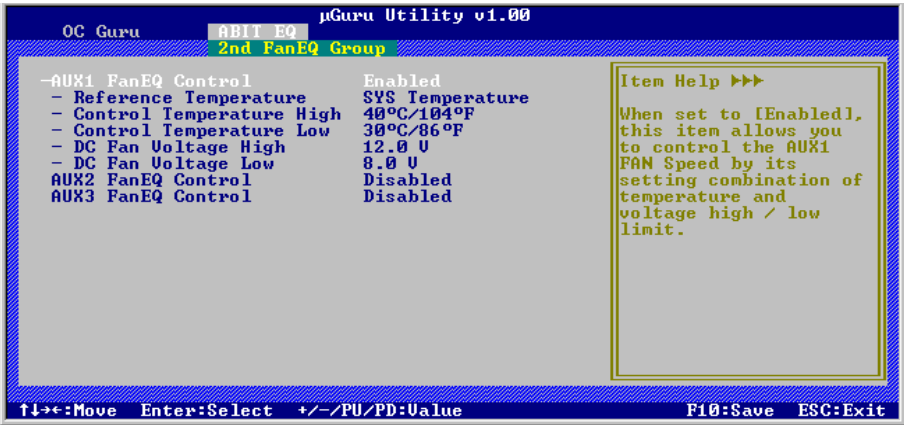 µGuru Utility v1.00
OC Guru ABIT EQ
2nd FanEQ Group
-AUX1 FanEQ Control Enabled
- Reference Temperature SYS Temperature
- Control Temperature High 40ºC/104ºF
- Control Temperature Low 30ºC/86ºF
- DC Fan Voltage High 12.0 V
- DC Fan Voltage Low 8.0 V
AUX2 FanEQ Control Disabled
AUX3 FanEQ Control Disabled
Item Help ▶▶▶
When set to [Enabled],
this item allows you
to control the AUX1
FAN Speed by its
setting combination of
temperature and
voltage high / low
limit.
↑↓→←:Move Enter:Select +/-/PU/PD:Value F10:Save ESC:Exit